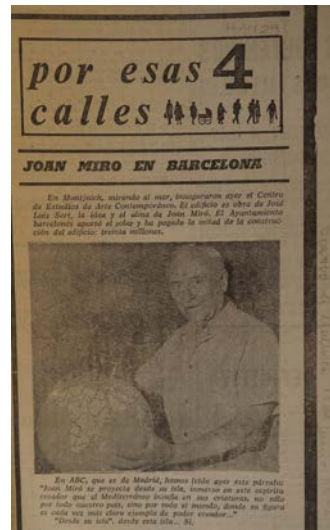 por esas 4
calles
JOAN MIRO EN BARCELONA
En Montjuich, mirando al mar, inauguraron ayer el Centro
de Estudios de Arte Contemporáneo. El edificio es obra de José
Luis Sert, la idea y el alma de Joan Miró. El Ayuntamiento
barcelonés aportó el solar y ha pagado la mitad de la construc-
ción del edificio: treinta millones.
En ABC, que es de Madrid, hemos leído ayer este párrafo:
"Joan Miró se proyecta desde su isla, inmerso en este espíritu
creador que el Mediterráneo insufla en sus criaturas, no sólo
por todo nuestro país, sino por todo el mundo, donde su figura
es cada vez más claro ejemplo de poder creador..."
"Desde su isla", desde esta isla... Sí,